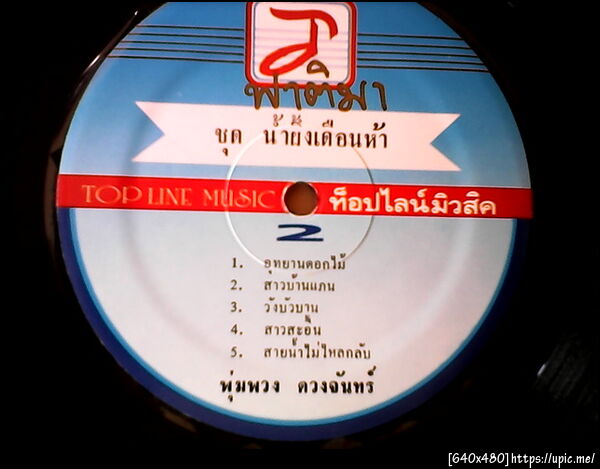 ฟาติมา
ชุด น้ำผึ้งเดือนห้า
TOP LINE MUSIC ท็อปไลน์มิวสิค
2
1. อุทยานดอกไม้
2. สาวบ้านแถน
3. วังบัวบาน
4. สาวสะอื้น
5. สายน้ำไม่ไหลกลับ
พุ่มพวง ดวงจันทร์
[640x480]https://upic.me/